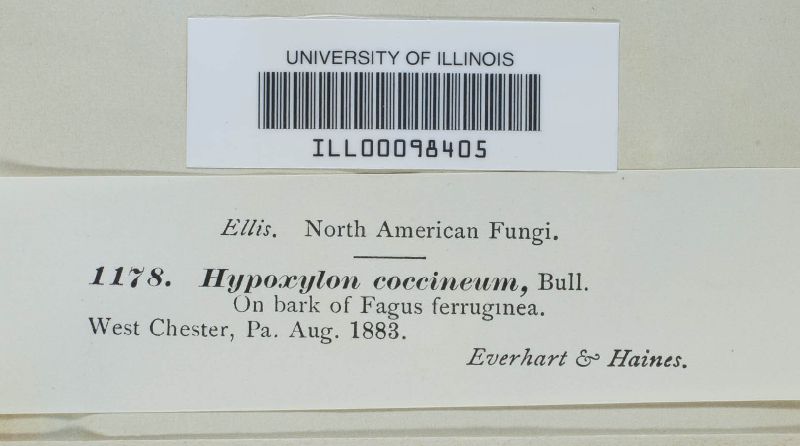 UNIVERSITY OF ILLINOIS
ILL00098405
Ellis. North American Fungi.
1178. Hypoxylon coccineum, Bull.
On bark of Fagus ferruginea.
West Chester, Pa. Aug. 1883.
Everhart & Haines.